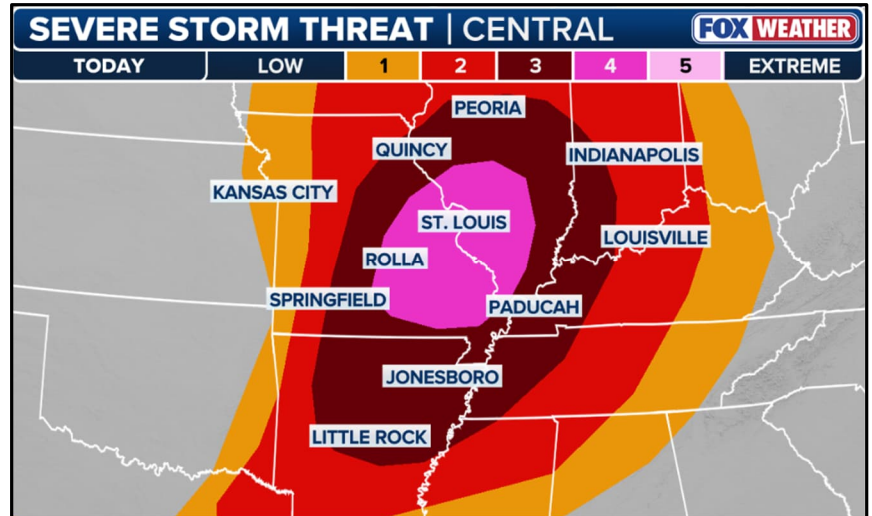 SEVERE STORM THREAT | CENTRAL
FOX WEATHER
TODAY
LOW 1 2 3 4 5 EXTREME
PEORIA
QUINCY
INDIANAPOLIS
KANSAS CITY
ST. LOUIS
LOUISVILLE
ROLLA
SPRINGFIELD
PADUCAH
JONESBORO
LITTLE ROCK